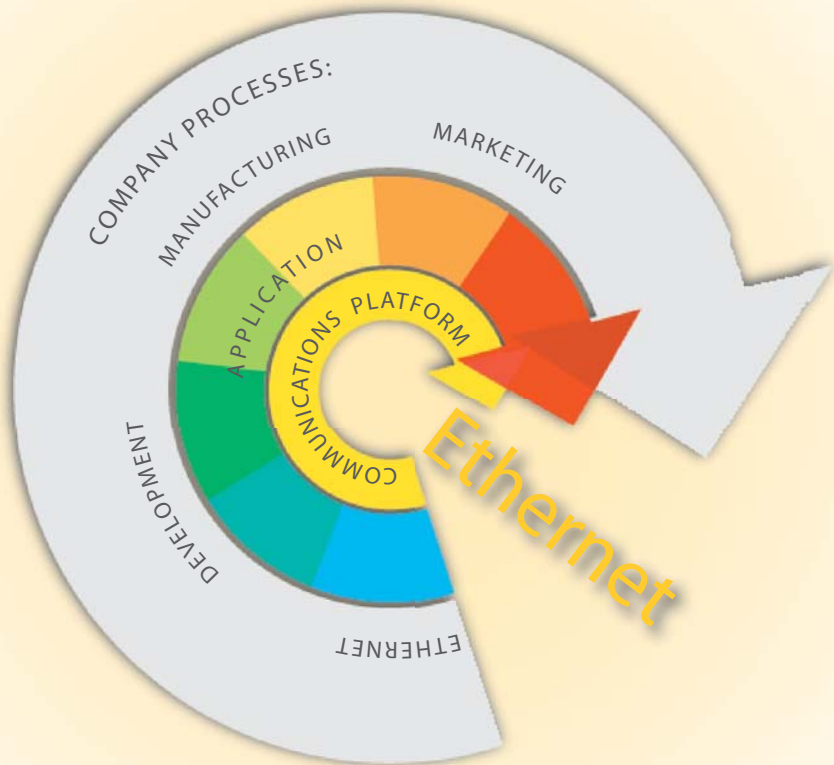 COMPANY PROCESSES:
MANUFACTURING
MARKETING
APPLICATION
COMMUNICATIONS PLATFORM
DEVELOPMENT
Ethernet
ETHERNET